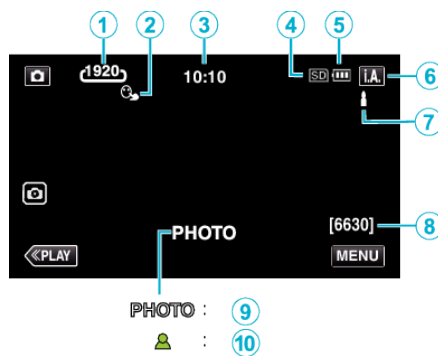 1 2 3 4 5
1920 10:10 SD i.A. 6
7
[6630] 8
PHOTO
≪PLAY MENU
PHOTO : 9
: 10